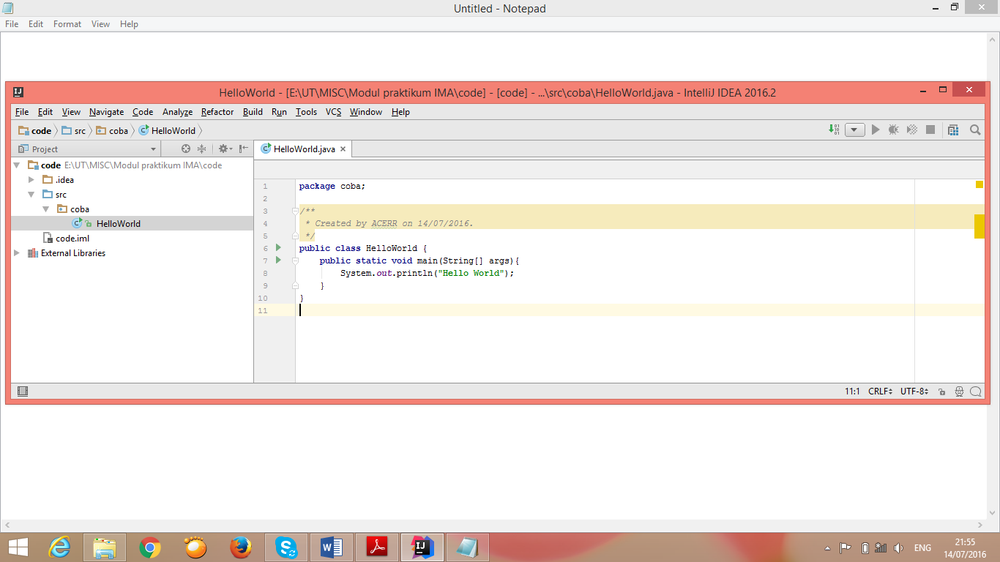 Untitled - Notepad
File Edit Format View Help
HelloWorld - [E:\UT\MISC\Modul praktikum IMA\code] - [code] - ...\src\coba\HelloWorld.java - IntelliJ IDEA 2016.2
File Edit View Navigate Code Analyze Refactor Build Run Tools VCS Window Help
code src coba HelloWorld
Project
HelloWorld.java
code E:\UT\MISC\Modul praktikum IMA\code
.idea
src
coba
HelloWorld
code.iml
External Libraries
1 package coba;
2
3 /**
4 * Created by ACERR on 14/07/2016.
5 */
6 public class HelloWorld {
7 public static void main(String[] args){
8 System.out.println("Hello World");
9 }
10 }
11
11:1 CRLF UTF-8
ENG
21:55
14/07/2016